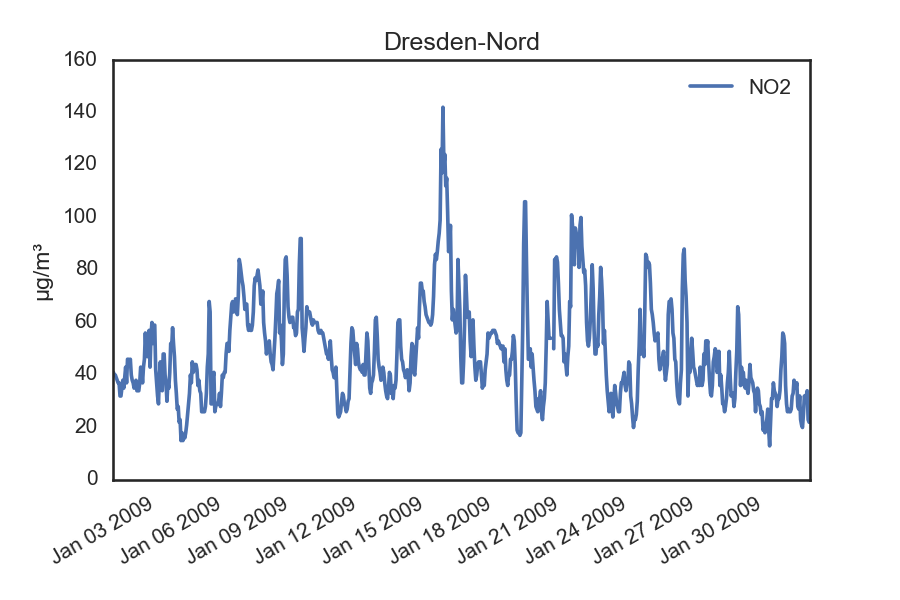 Dresden-Nord
160
140
120
100
80
60
40
20
0
µg/m³
NO2
Jan 03 2009
Jan 06 2009
Jan 09 2009
Jan 12 2009
Jan 15 2009
Jan 18 2009
Jan 21 2009
Jan 24 2009
Jan 27 2009
Jan 30 2009